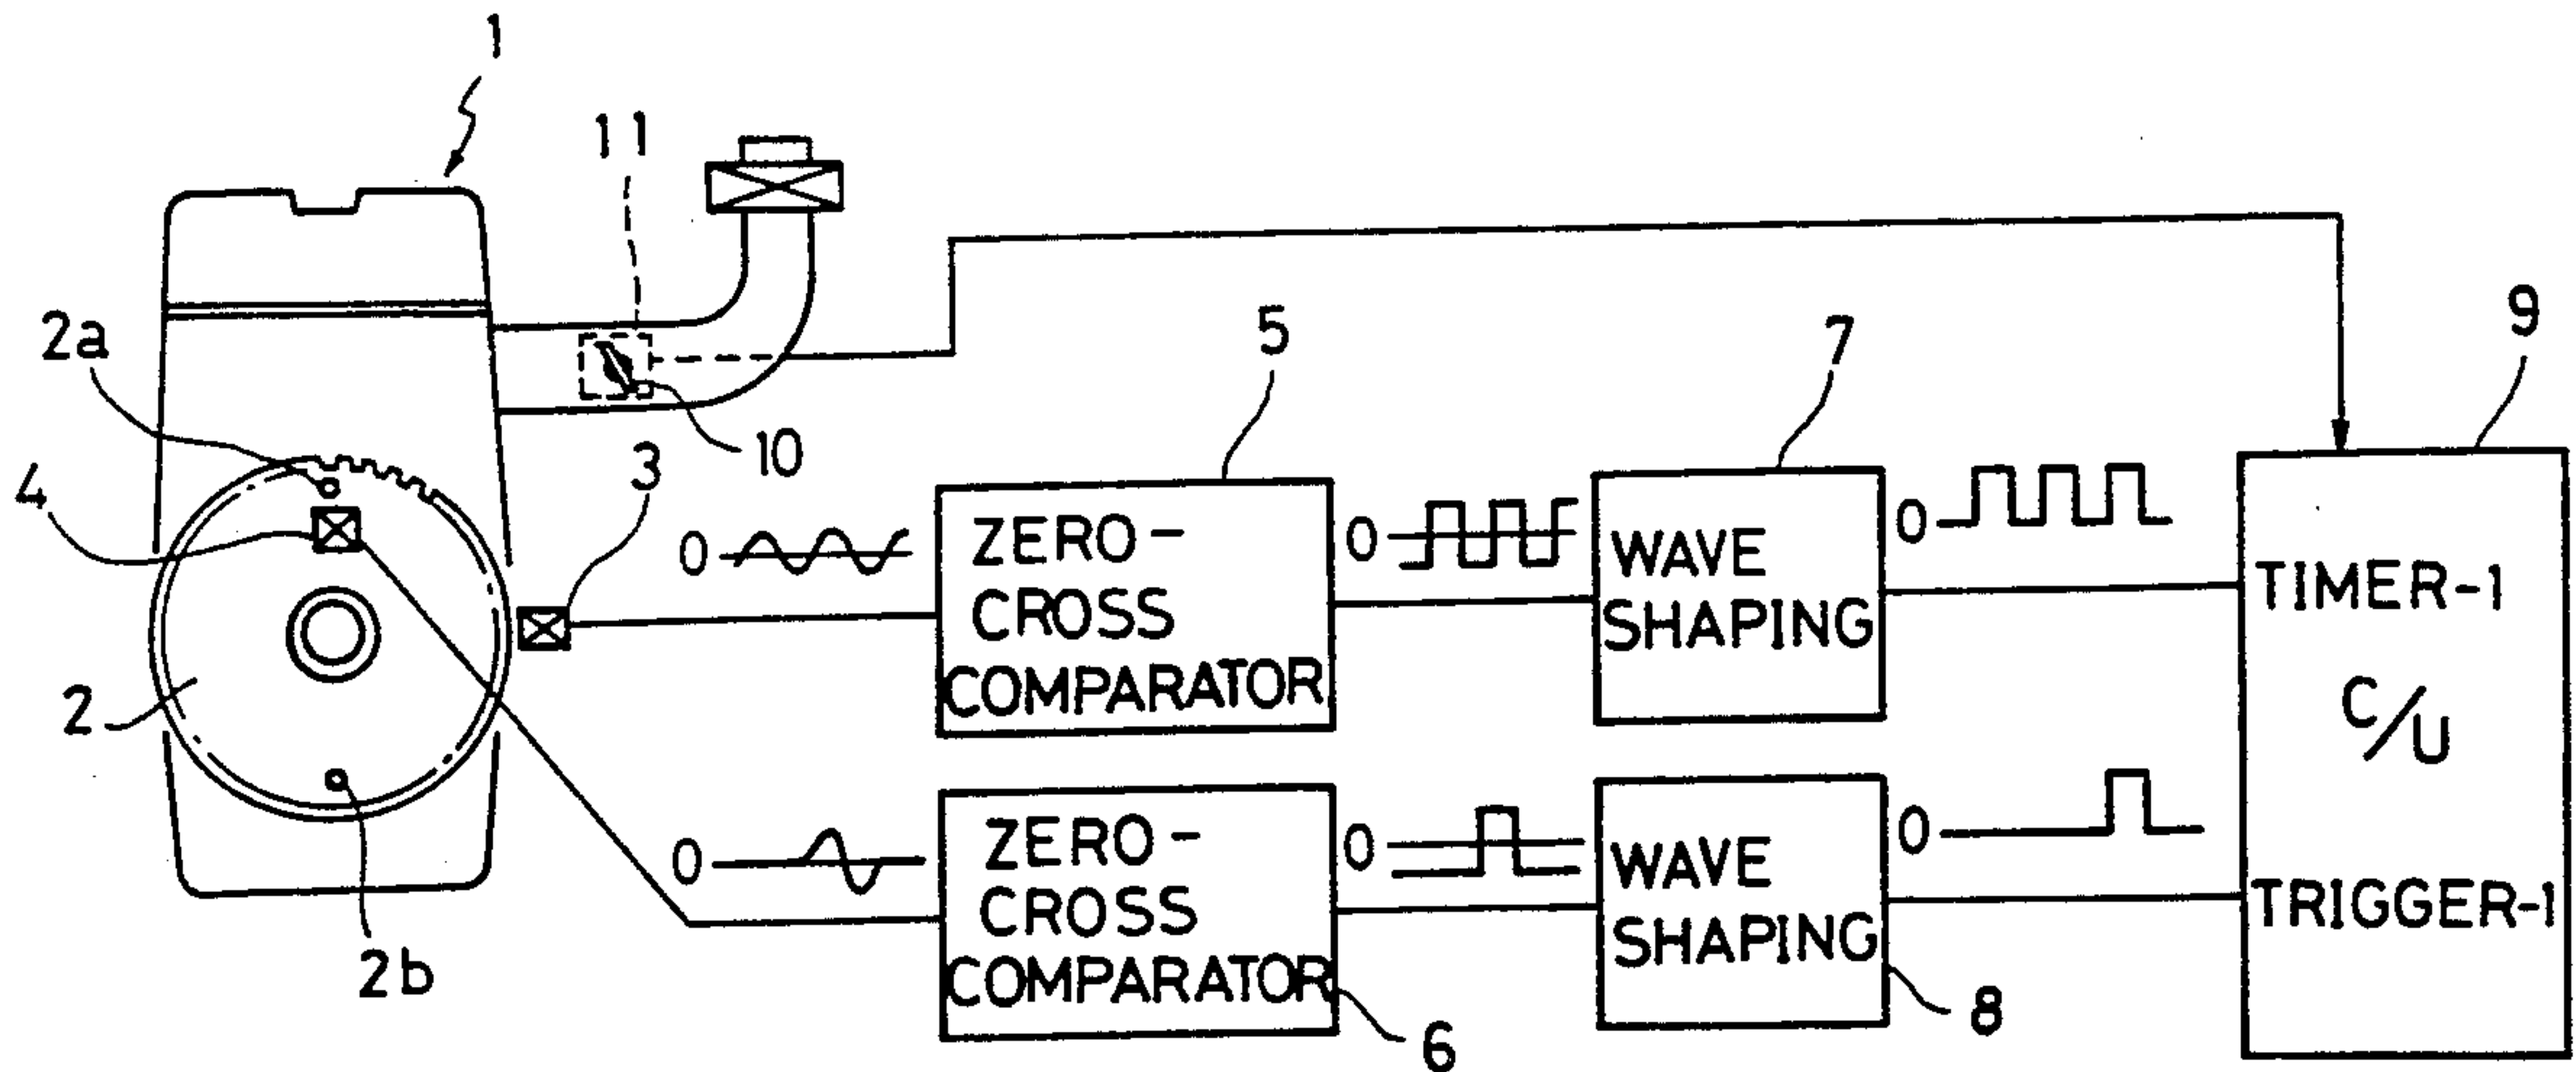 1
11
2a
4
10
3
2
2b
5
7
9
0
ZERO-
CROSS
COMPARATOR
0
WAVE
SHAPING
0
TIMER-1
C/U
TRIGGER-1
0
ZERO-
CROSS
COMPARATOR
6
0
WAVE
SHAPING
8
0